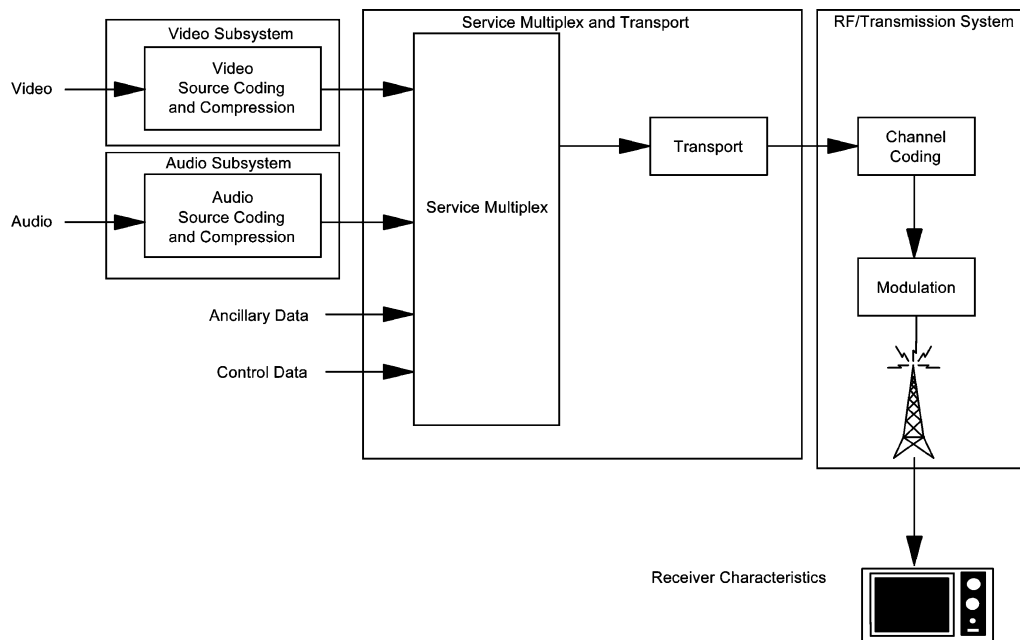 Service Multiplex and Transport
RF/Transmission System
Video Subsystem
Video
Source Coding
and Compression
Video
Audio Subsystem
Audio
Source Coding
and Compression
Audio
Service Multiplex
Transport
Channel
Coding
Modulation
Ancillary Data
Control Data
Receiver Characteristics